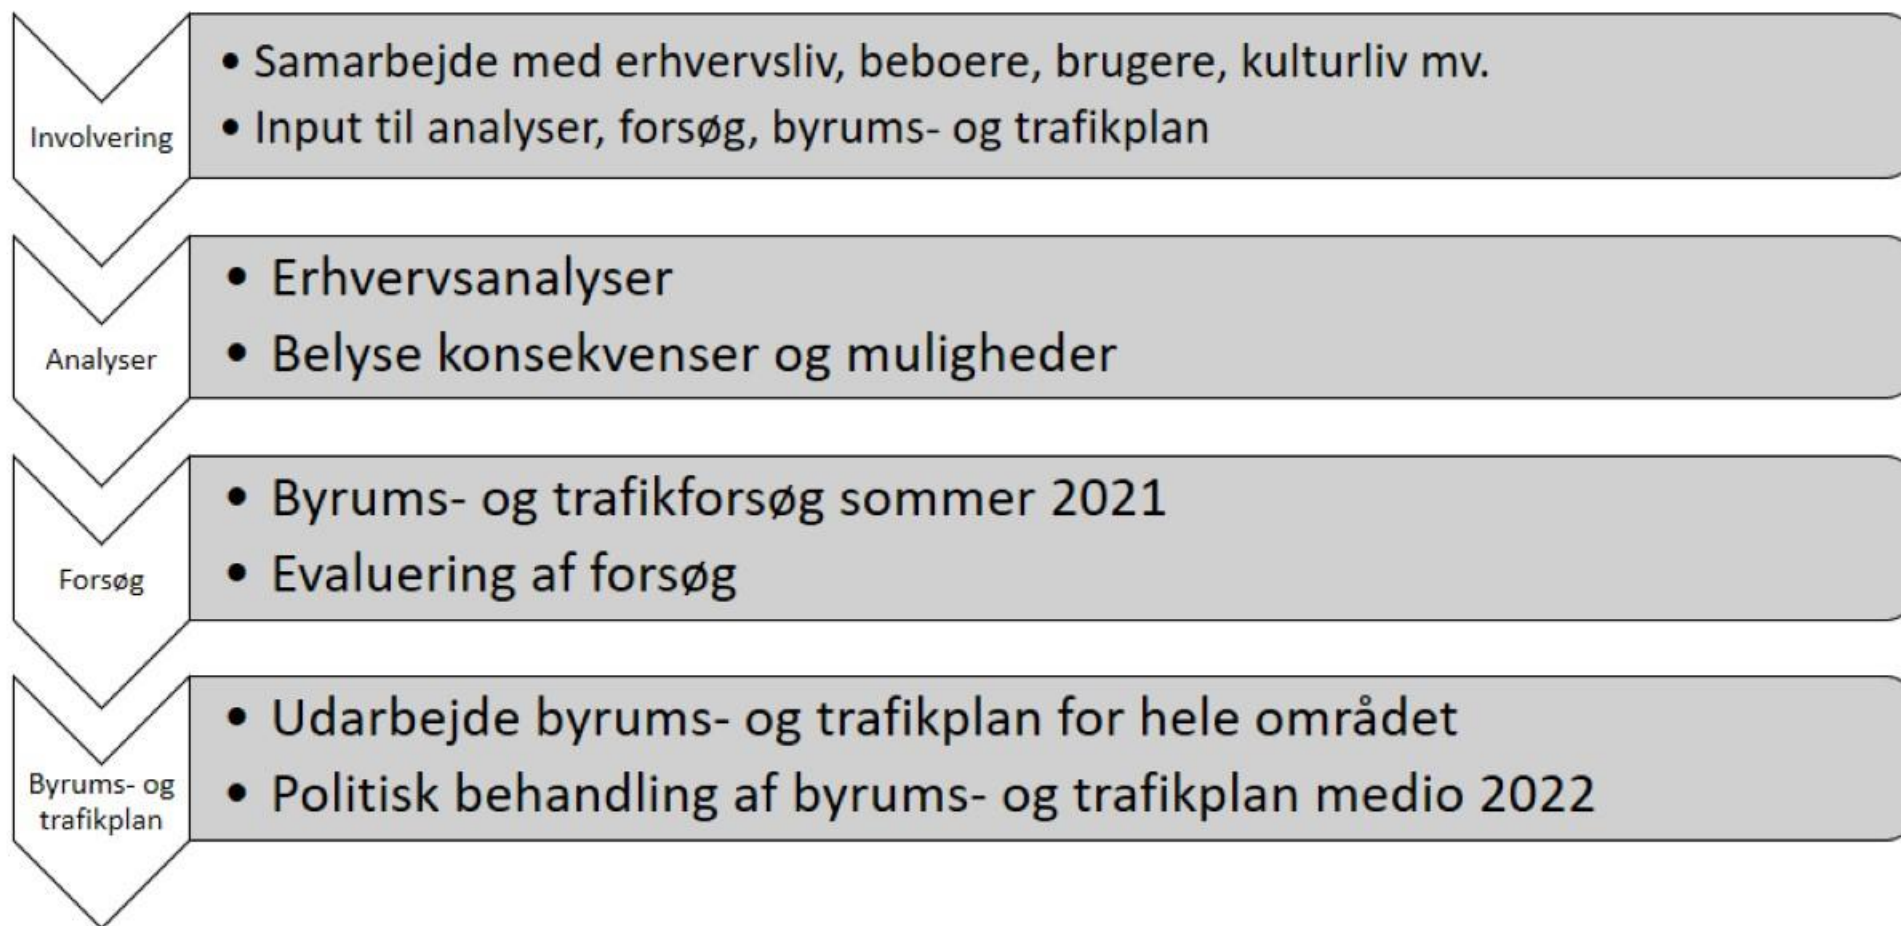 Involvering
• Samarbejde med erhvervsliv, beboere, brugere, kulturliv mv.
• Input til analyser, forsøg, byrums- og trafikplan
Analyser
• Erhvervsanalyser
• Belyse konsekvenser og muligheder
Forsøg
• Byrums- og trafikforsøg sommer 2021
• Evaluering af forsøg
Byrums- og
trafikplan
• Udarbejde byrums- og trafikplan for hele området
• Politisk behandling af byrums- og trafikplan medio 2022